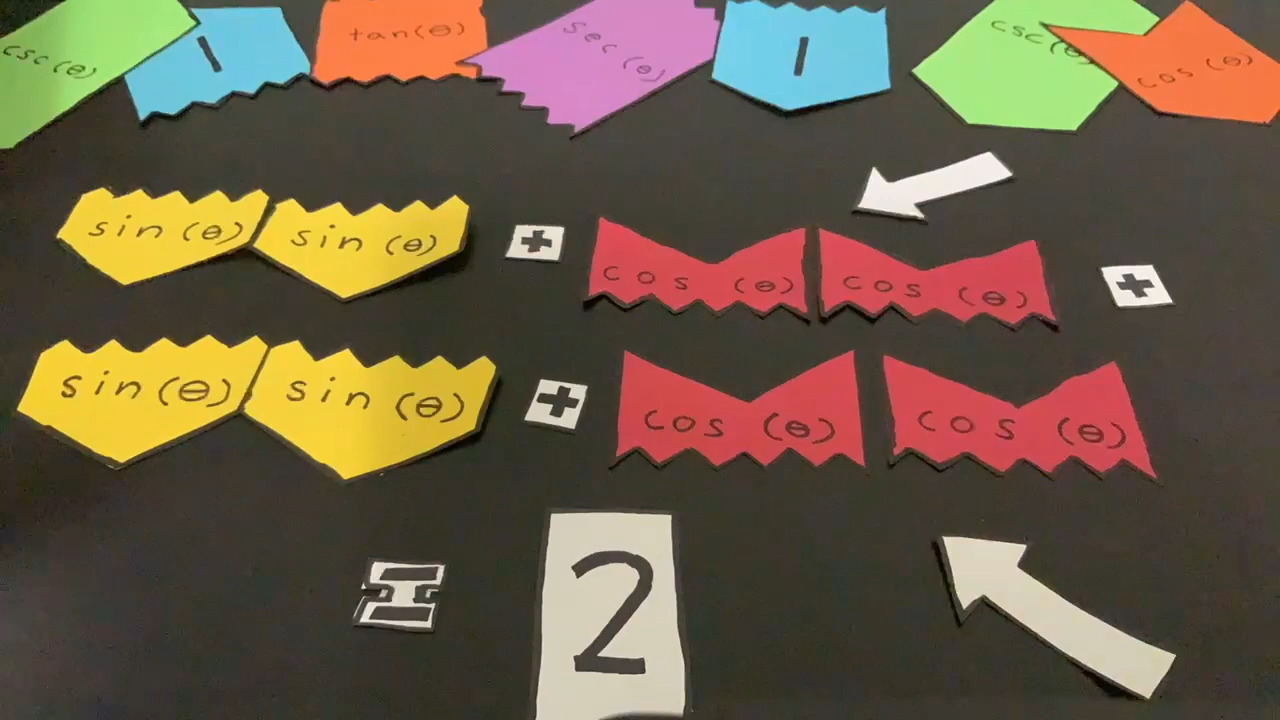 csc(θ) 1 tan(θ) sec(θ) 1 csc(θ) cos(θ)
sin(θ) sin(θ) + cos(θ) cos(θ) +
sin(θ) sin(θ) + cos(θ) cos(θ)
= 2